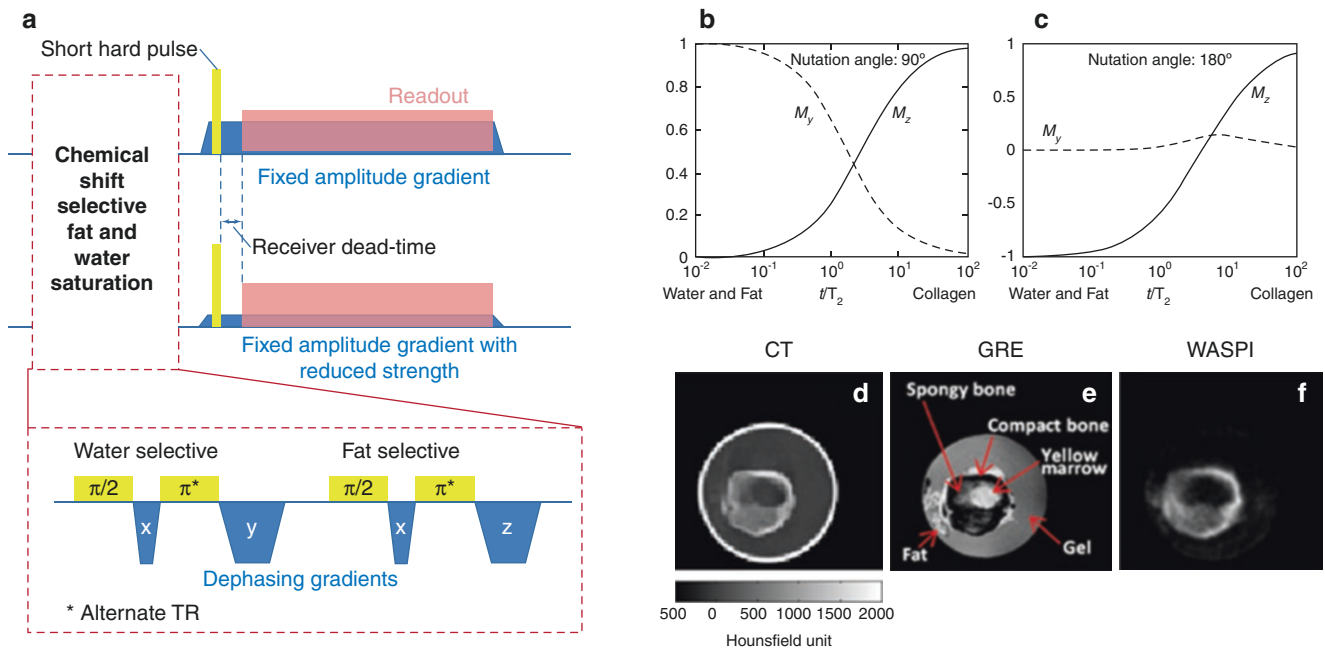 a
Short hard pulse
Readout
Chemical
shift
selective
fat and
water
saturation
Fixed amplitude gradient
Receiver dead-time
Fixed amplitude gradient with
reduced strength
Water selective
Fat selective
π/2
π*
π/2
π*
x
y
x
z
Dephasing gradients
* Alternate TR
b
Nutation angle: 90º
1
0.8
0.6
0.4
0.2
0
My
Mz
10-2
10-1
100
101
102
Water and Fat
t/T2
Collagen
c
Nutation angle: 180º
1
0.5
0
-0.5
-1
My
Mz
10-2
10-1
100
101
102
Water and Fat
t/T2
Collagen
CT
d
500 0 500 1000 1500 2000
Hounsfield unit
GRE
e
Spongy bone
Compact bone
Yellow
marrow
Fat
Gel
WASPI
f